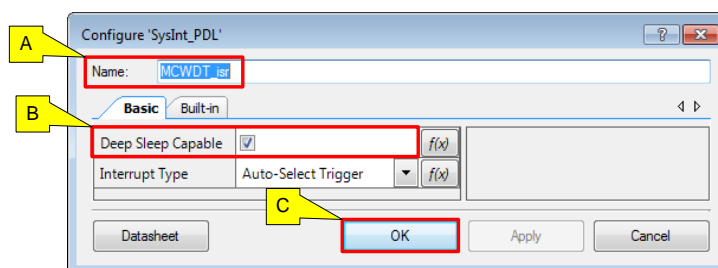 Configure 'SysInt_PDL'
?
A
Name: MCWDT_isr
B
Basic Built-in
Deep Sleep Capable f(x)
Interrupt Type Auto-Select Trigger f(x)
C
Datasheet OK Apply Cancel